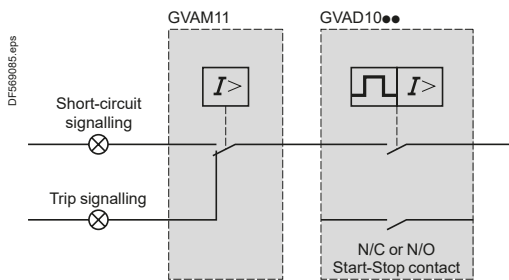 GVAM11
GVAD10●●
DF569085.eps
I>
I>
Short-circuit
signalling
Trip signalling
N/C or N/O
Start-Stop contact